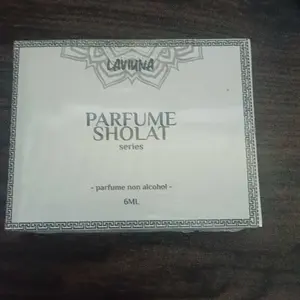 LAVIUNA
PARFUME
SHOLAT
series
- parfume non alcohol -
6ML